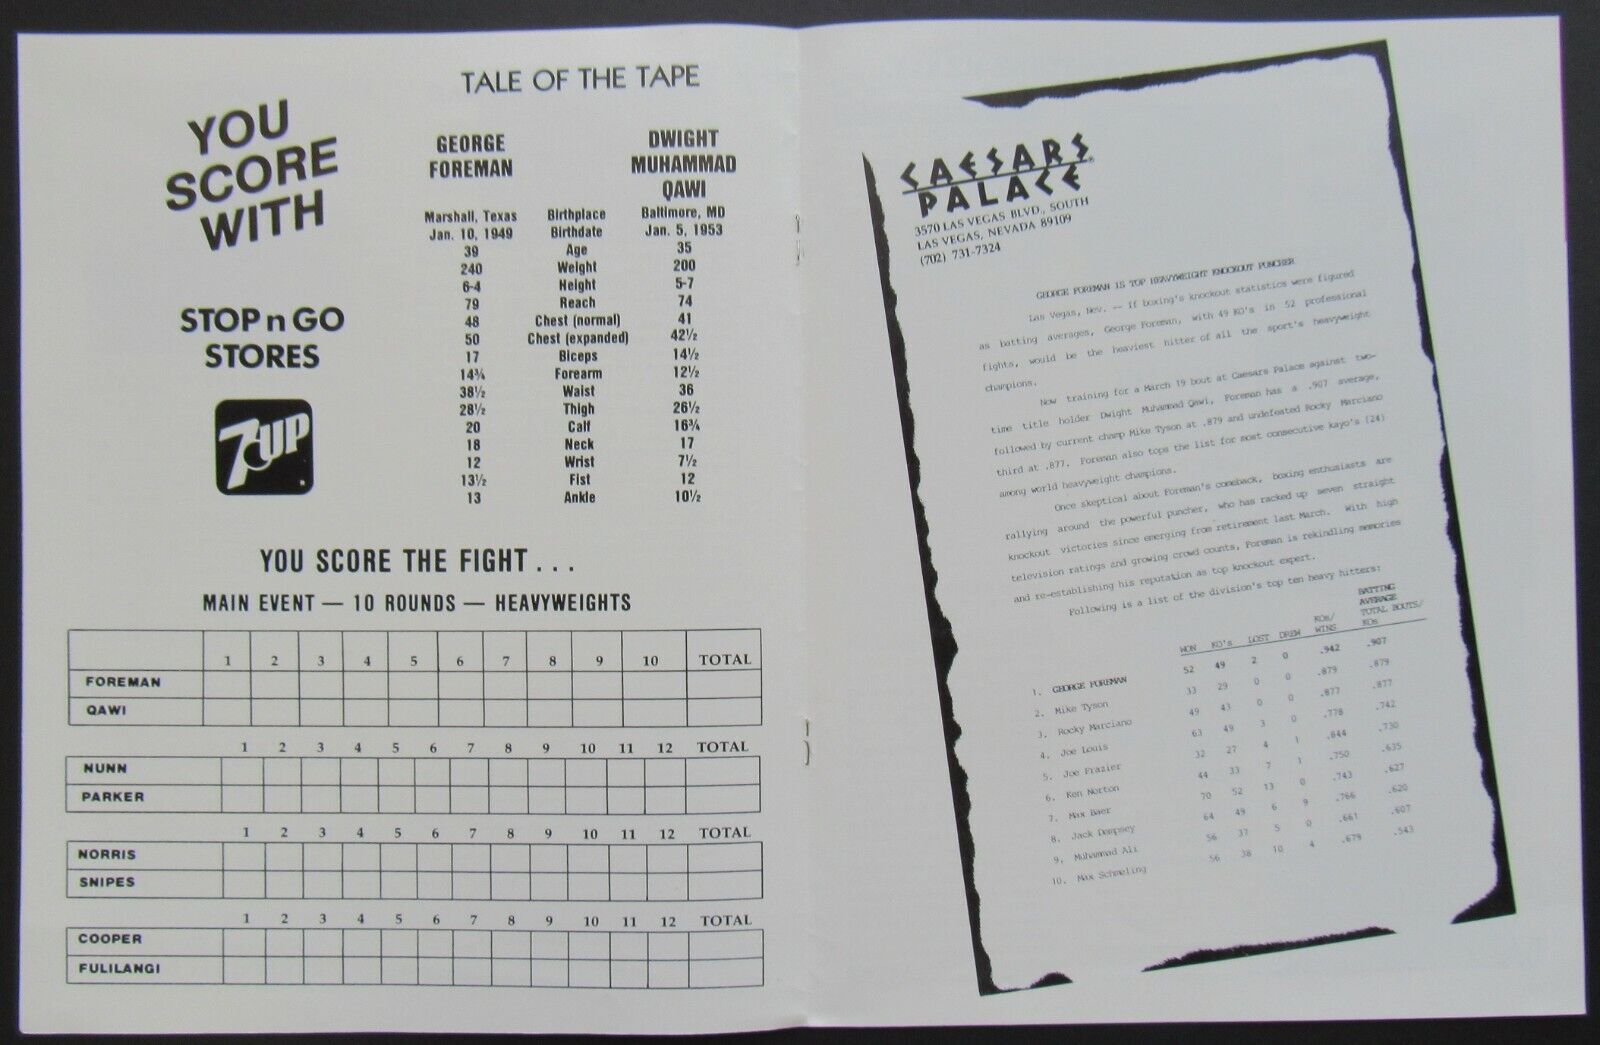 YOU
SCORE
WITH
STOP n GO
STORES
7UP
TALE OF THE TAPE
GEORGE FOREMAN
DWIGHT MUHAMMAD QAWI
Marshall, Texas Birthplace Baltimore, MD
Jan. 10, 1949 Birthdate Jan. 5, 1953
39 Age 35
240 Weight 200
6-4 Height 5-7
79 Reach 74
48 Chest (normal) 41
50 Chest (expanded) 42½
17 Biceps 14½
14¾ Forearm 12½
38½ Waist 36
28½ Thigh 26½
20 Calf 16¾
18 Neck 17
12 Wrist 7½
13½ Fist 12
13 Ankle 10½
YOU SCORE THE FIGHT . . .
MAIN EVENT — 10 ROUNDS — HEAVYWEIGHTS
1 2 3 4 5 6 7 8 9 10 TOTAL
FOREMAN
QAWI
1 2 3 4 5 6 7 8 9 10 11 12 TOTAL
NUNN
PARKER
1 2 3 4 5 6 7 8 9 10 11 12 TOTAL
NORRIS
SNIPES
1 2 3 4 5 6 7 8 9 10 11 12 TOTAL
COOPER
FULILANGI
CAESARS
PALACE®
3570 LAS VEGAS BLVD., SOUTH
LAS VEGAS, NEVADA 89109
(702) 731-7324
GEORGE FOREMAN IS TOP HEAVYWEIGHT KNOCKOUT PUNCHER
Las Vegas, Nev. -- If boxing's knockout statistics were figured
as batting averages, George Foreman, with 49 KO's in 52 professional
fights, would be the heaviest hitter of all the sport's heavyweight
champions.
Now training for a March 19 bout at Caesars Palace against two-
time title holder Dwight Muhammad Qawi, Foreman has a .907 average,
followed by current champ Mike Tyson at .879 and undefeated Rocky Marciano
third at .877. Foreman also tops the list for most consecutive kayo's (24)
among world heavyweight champions.
Once skeptical about Foreman's comeback, boxing enthusiasts are
rallying around the powerful puncher, who has racked up seven straight
knockout victories since emerging from retirement last March. With high
television ratings and growing crowd counts, Foreman is rekindling memories
and re-establishing his reputation as top knockout expert.
Following is a list of the division's top ten heavy hitters:
WON KO's LOST DREW KOs/ WINS BATTING AVERAGE TOTAL BOUTS/ KOs
1. GEORGE FOREMAN 52 49 2 0 .942 .907
2. Mike Tyson 33 29 0 0 .879 .879
3. Rocky Marciano 49 43 0 0 .877 .877
4. Joe Louis 63 49 3 0 .778 .742
5. Joe Frazier 32 27 4 1 .844 .730
6. Ken Norton 44 33 7 1 .750 .635
7. Max Baer 70 52 13 0 .743 .627
8. Jack Dempsey 64 49 6 9 .766 .620
9. Muhammad Ali 56 37 5 0 .661 .607
10. Max Schmeling 56 38 10 4 .679 .543